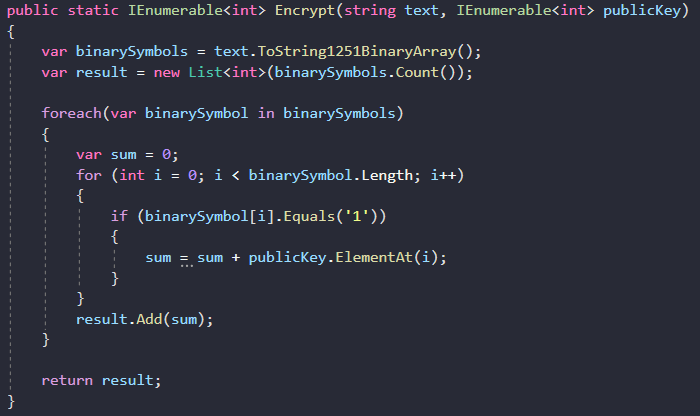 public static IEnumerable<int> Encrypt(string text, IEnumerable<int> publicKey)
{
    var binarySymbols = text.ToString1251BinaryArray();
    var result = new List<int>(binarySymbols.Count());

    foreach(var binarySymbol in binarySymbols)
    {
        var sum = 0;
        for (int i = 0; i < binarySymbol.Length; i++)
        {
            if (binarySymbol[i].Equals('1'))
            {
                sum = sum + publicKey.ElementAt(i);
            }
        }
        result.Add(sum);
    }

    return result;
}